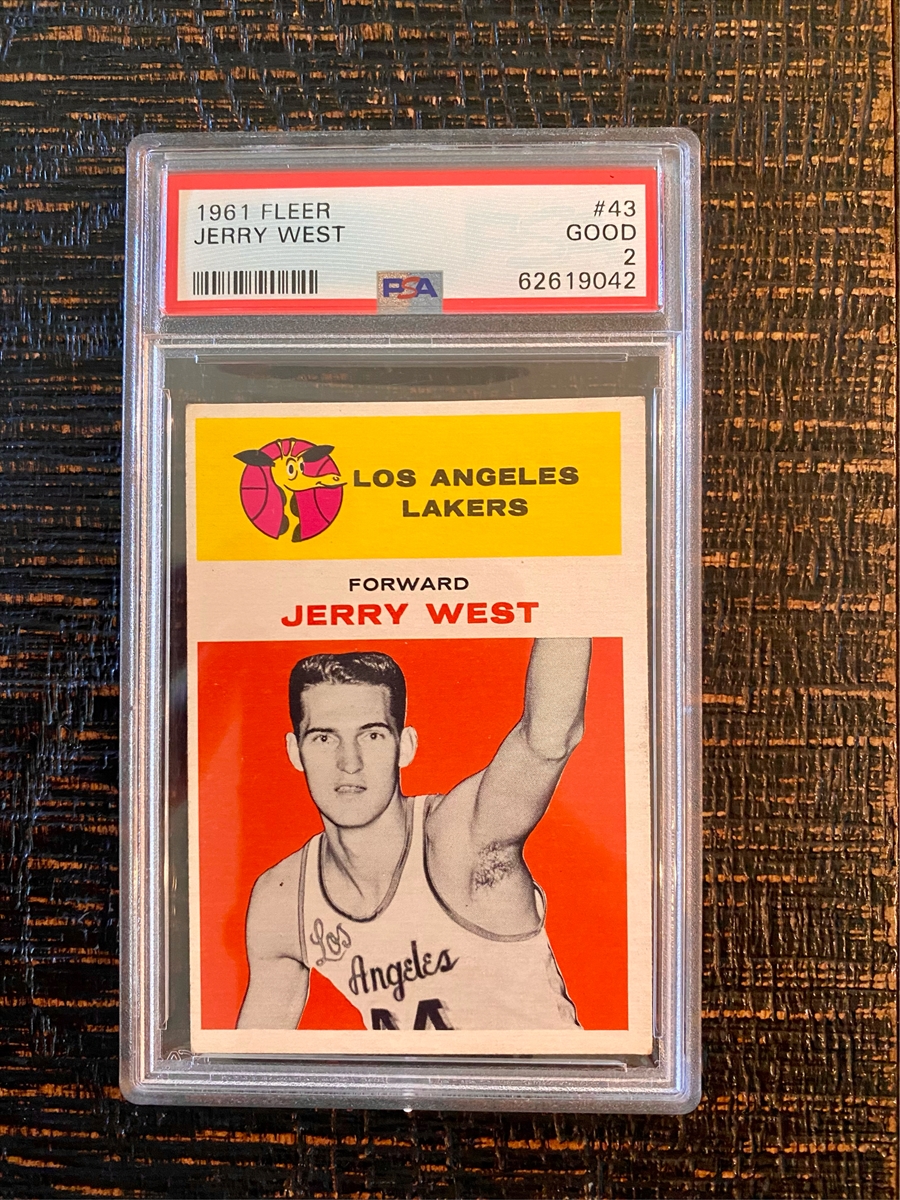 1961 FLEER #43
JERRY WEST GOOD
2
PSA 62619042
LOS ANGELES
LAKERS
FORWARD
JERRY WEST
Los
Angeles